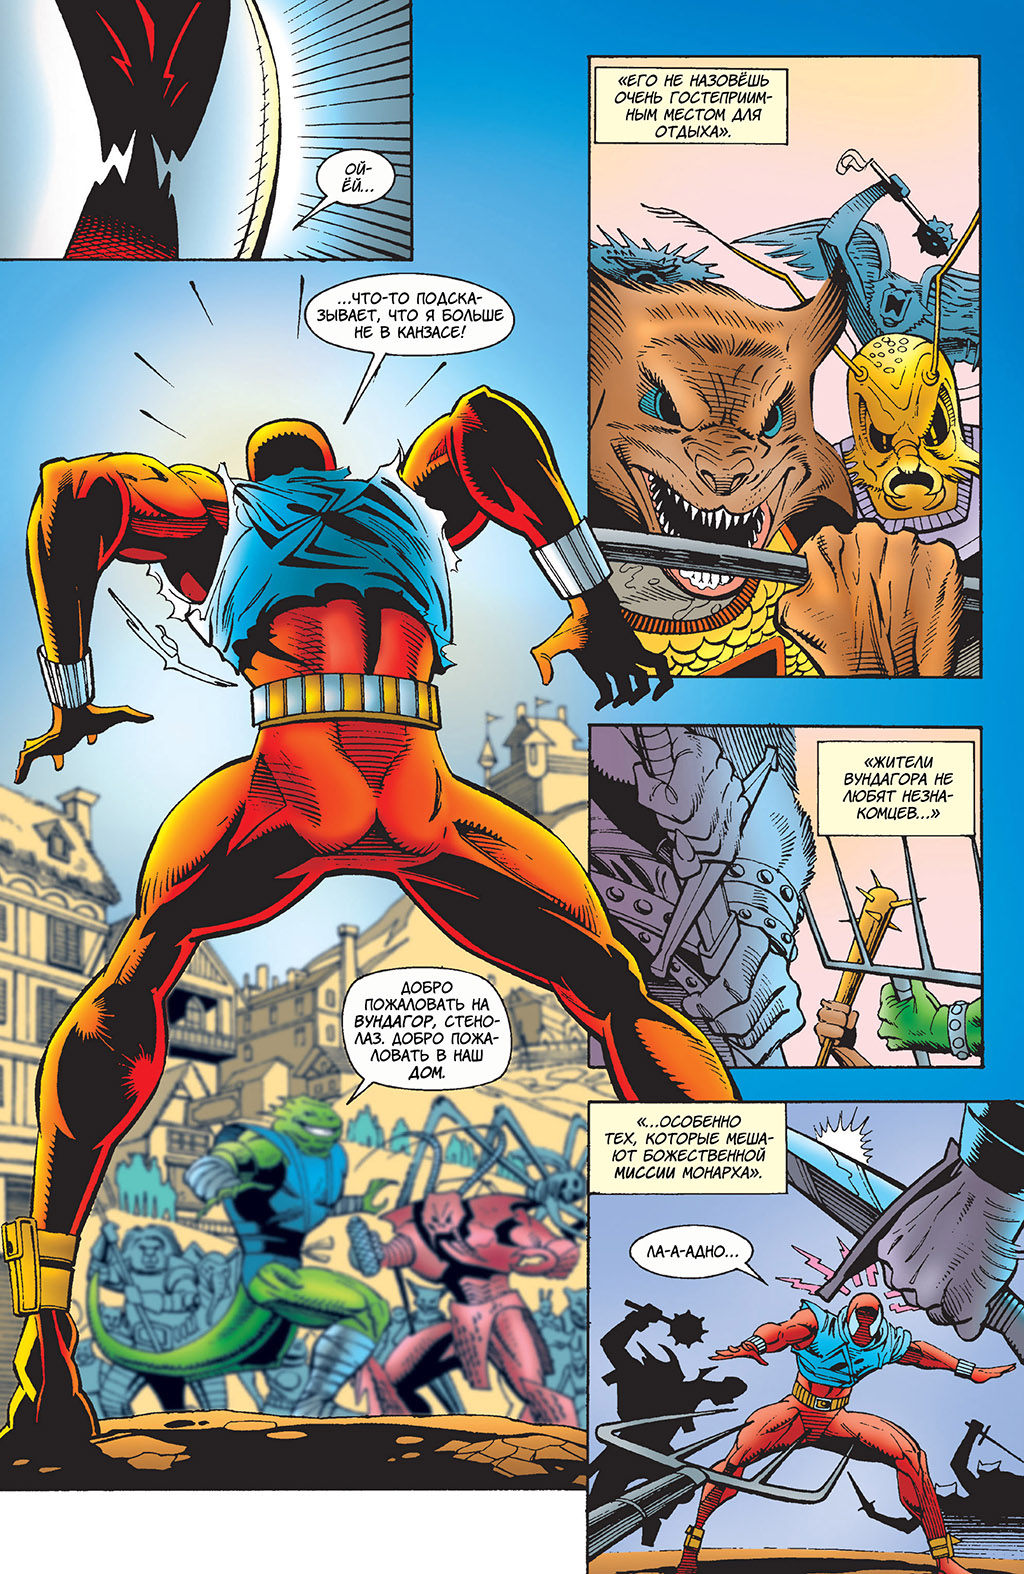 ОЙ-
ЁЙ...
...ЧТО-ТО ПОДСКА-
ЗЫВАЕТ, ЧТО Я БОЛЬШЕ
НЕ В КАНЗАСЕ!
ДОБРО
ПОЖАЛОВАТЬ НА
ВУНДАГОР, СТЕНО-
ЛАЗ. ДОБРО ПОЖА-
ЛОВАТЬ В НАШ
ДОМ.
«ЕГО НЕ НАЗОВЁШЬ
ОЧЕНЬ ГОСТЕПРИИМ-
НЫМ МЕСТОМ ДЛЯ
ОТДЫХА».
«ЖИТЕЛИ
ВУНДАГОРА НЕ
ЛЮБЯТ НЕЗНА-
КОМЦЕВ...»
«...ОСОБЕННО
ТЕХ, КОТОРЫЕ МЕША-
ЮТ БОЖЕСТВЕННОЙ
МИССИИ МОНАРХА».
ЛА-А-АДНО...